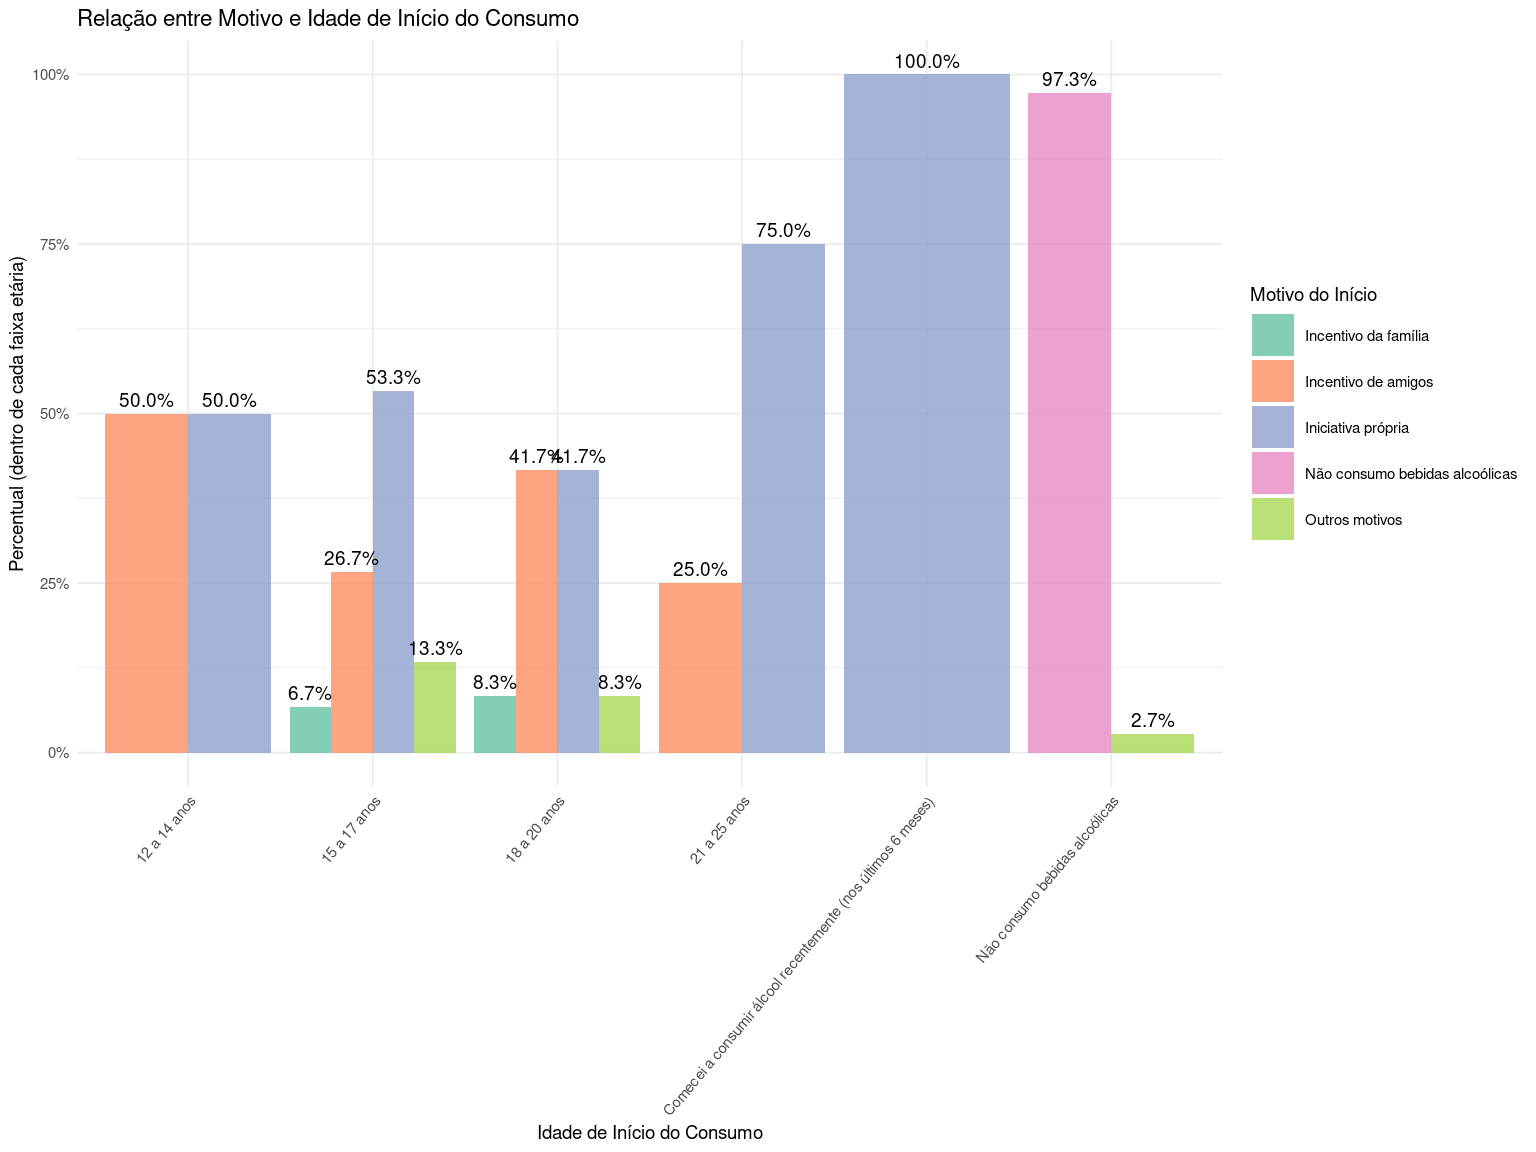 Relação entre Motivo e Idade de Início do Consumo
Percentual (dentro de cada faixa etária)
100%
75%
50%
25%
0%
50.0%
50.0%
6.7%
26.7%
53.3%
13.3%
8.3%
41.7%
41.7%
8.3%
25.0%
75.0%
100.0%
97.3%
2.7%
12 a 14 anos
15 a 17 anos
18 a 20 anos
21 a 25 anos
Comecei a consumir álcool recentemente (nos últimos 6 meses)
Não consumo bebidas alcoólicas
Idade de Início do Consumo
Motivo do Início
Incentivo da família
Incentivo de amigos
Iniciativa própria
Não consumo bebidas alcoólicas
Outros motivos